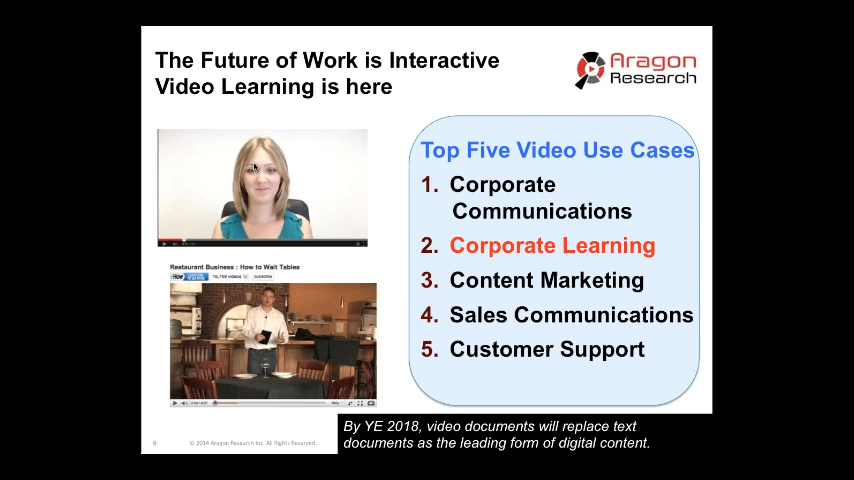 The Future of Work is Interactive
Video Learning is here
Aragon
Research
Top Five Video Use Cases
1. Corporate
Communications
2. Corporate Learning
3. Content Marketing
4. Sales Communications
5. Customer Support
Restaurant Business : How to Wait Tables
videos
Subscribe
By YE 2018, video documents will replace text
documents as the leading form of digital content.
9
© 2014 Aragon Research Inc. All Rights Reserved.